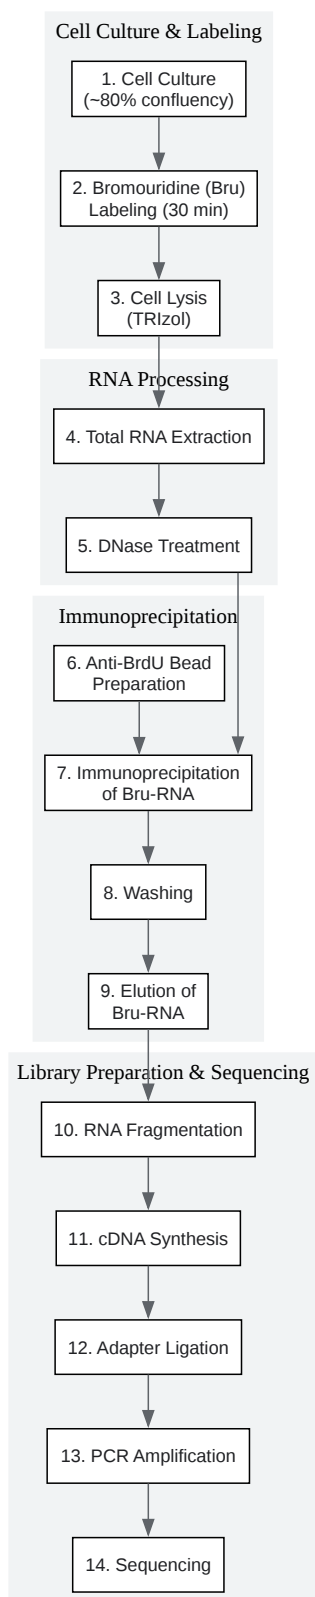 Cell Culture & Labeling
1. Cell Culture
(~80% confluency)
2. Bromouridine (Bru)
Labeling (30 min)
3. Cell Lysis
(TRIzol)
RNA Processing
4. Total RNA Extraction
5. DNase Treatment
Immunoprecipitation
6. Anti-BrdU Bead
Preparation
7. Immunoprecipitation
of Bru-RNA
8. Washing
9. Elution of
Bru-RNA
Library Preparation & Sequencing
10. RNA Fragmentation
11. cDNA Synthesis
12. Adapter Ligation
13. PCR Amplification
14. Sequencing